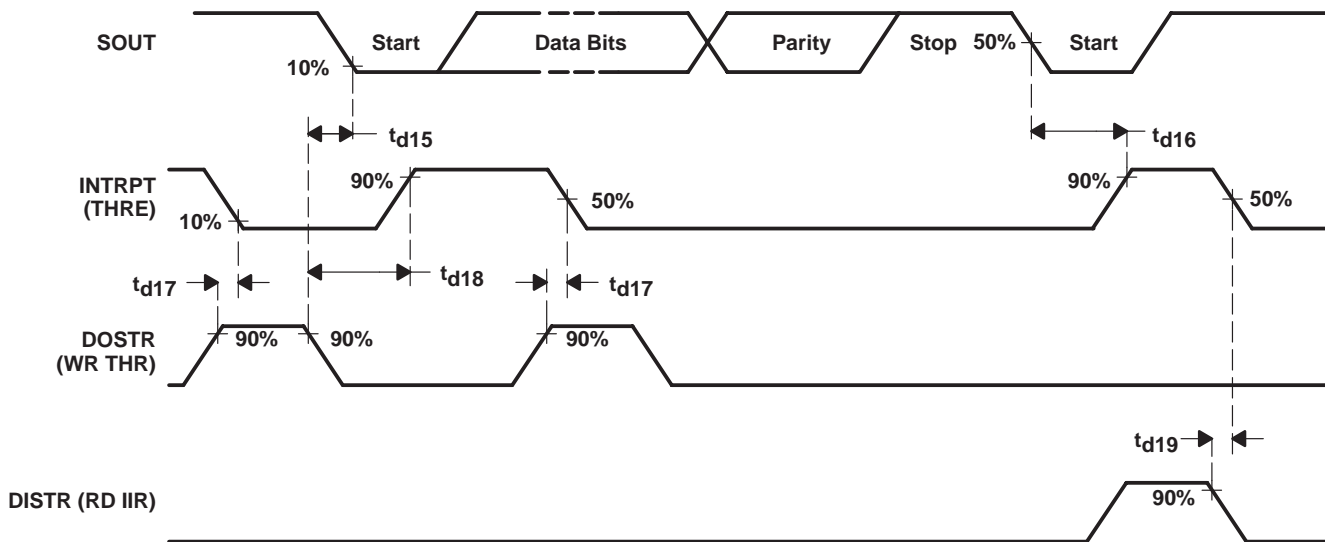 SOUT
Start
Data Bits
Parity
Stop
50%
Start
10%
td15
td16
INTRPT
(THRE)
90%
50%
90%
50%
10%
td17
td18
td17
DOSTR
(WR THR)
90%
90%
90%
td19
DISTR (RD IIR)
90%